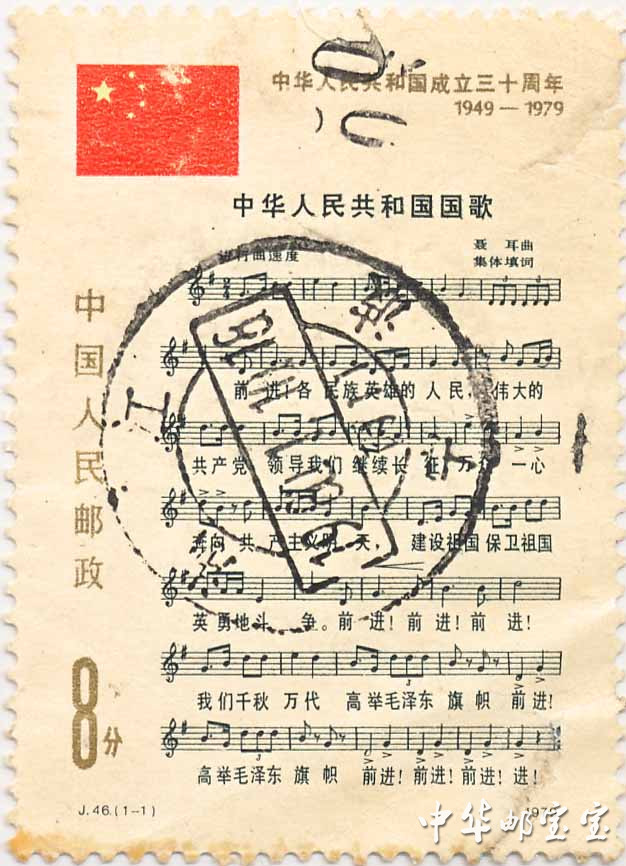 中华人民共和国成立三十周年
1949—1979
中华人民共和国国歌
进行曲速度
聂耳曲
集体填词
中国人民邮政
8分
前进!各民族英雄的人民,伟大的
共产党 领导我们 继续长征,万众一心
奔向共产主义明天, 建设祖国保卫祖国
英勇地斗争。前进!前进!前进!
我们千秋万代 高举毛泽东旗帜 前进!
高举毛泽东旗帜 前进!前进!前进!进!
J.46.(1-1)
1979
中华邮宝宝